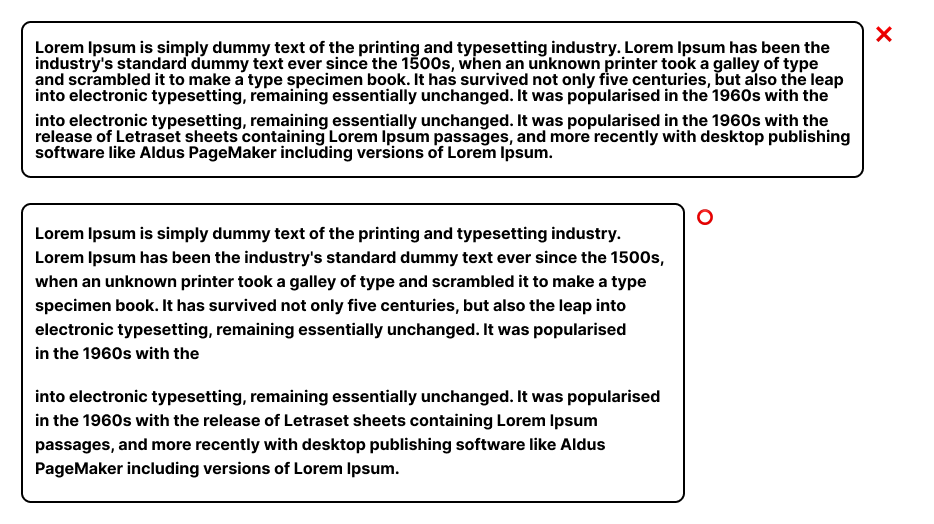 Lorem Ipsum is simply dummy text of the printing and typesetting industry. Lorem Ipsum has been the
industry's standard dummy text ever since the 1500s, when an unknown printer took a galley of type
and scrambled it to make a type specimen book. It has survived not only five centuries, but also the leap
into electronic typesetting, remaining essentially unchanged. It was popularised in the 1960s with the
into electronic typesetting, remaining essentially unchanged. It was popularised in the 1960s with the
release of Letraset sheets containing Lorem Ipsum passages, and more recently with desktop publishing
software like Aldus PageMaker including versions of Lorem Ipsum.
Lorem Ipsum is simply dummy text of the printing and typesetting industry.
Lorem Ipsum has been the industry's standard dummy text ever since the 1500s,
when an unknown printer took a galley of type and scrambled it to make a type
specimen book. It has survived not only five centuries, but also the leap into
electronic typesetting, remaining essentially unchanged. It was popularised
in the 1960s with the
into electronic typesetting, remaining essentially unchanged. It was popularised
in the 1960s with the release of Letraset sheets containing Lorem Ipsum
passages, and more recently with desktop publishing software like Aldus
PageMaker including versions of Lorem Ipsum.